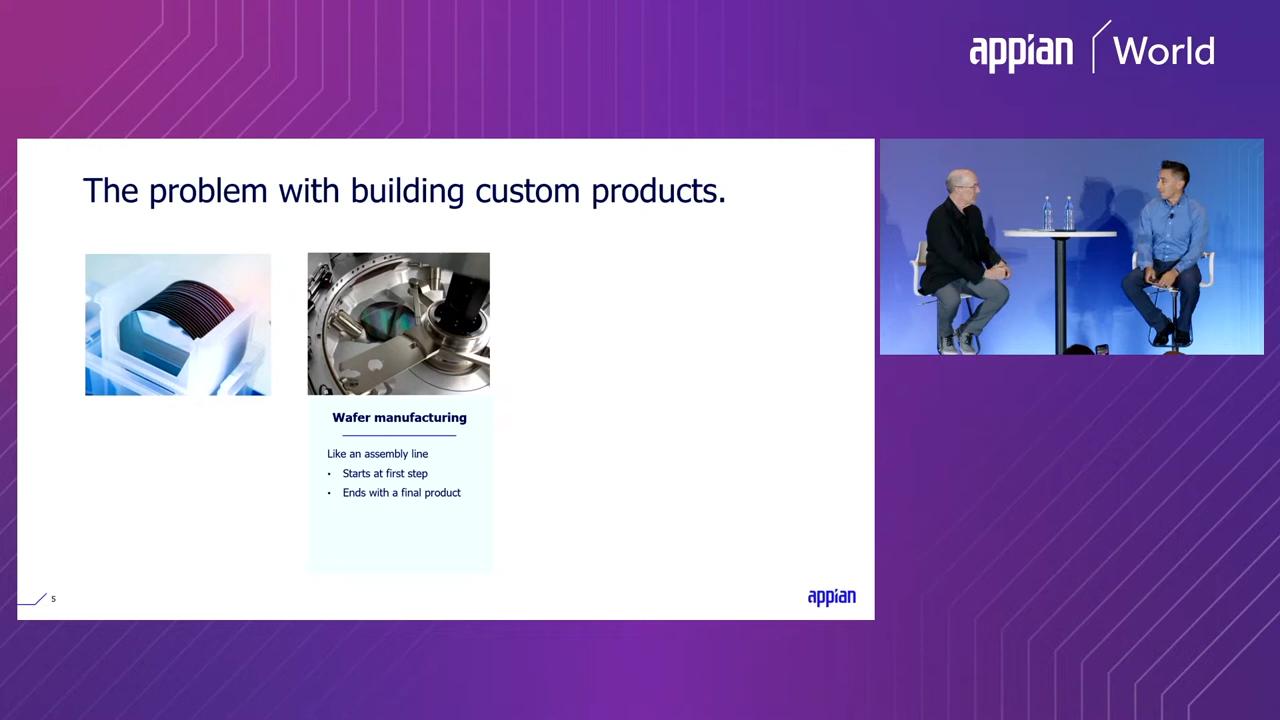 appian World
The problem with building custom products.
Wafer manufacturing
Like an assembly line
• Starts at first step
• Ends with a final product
5
appian